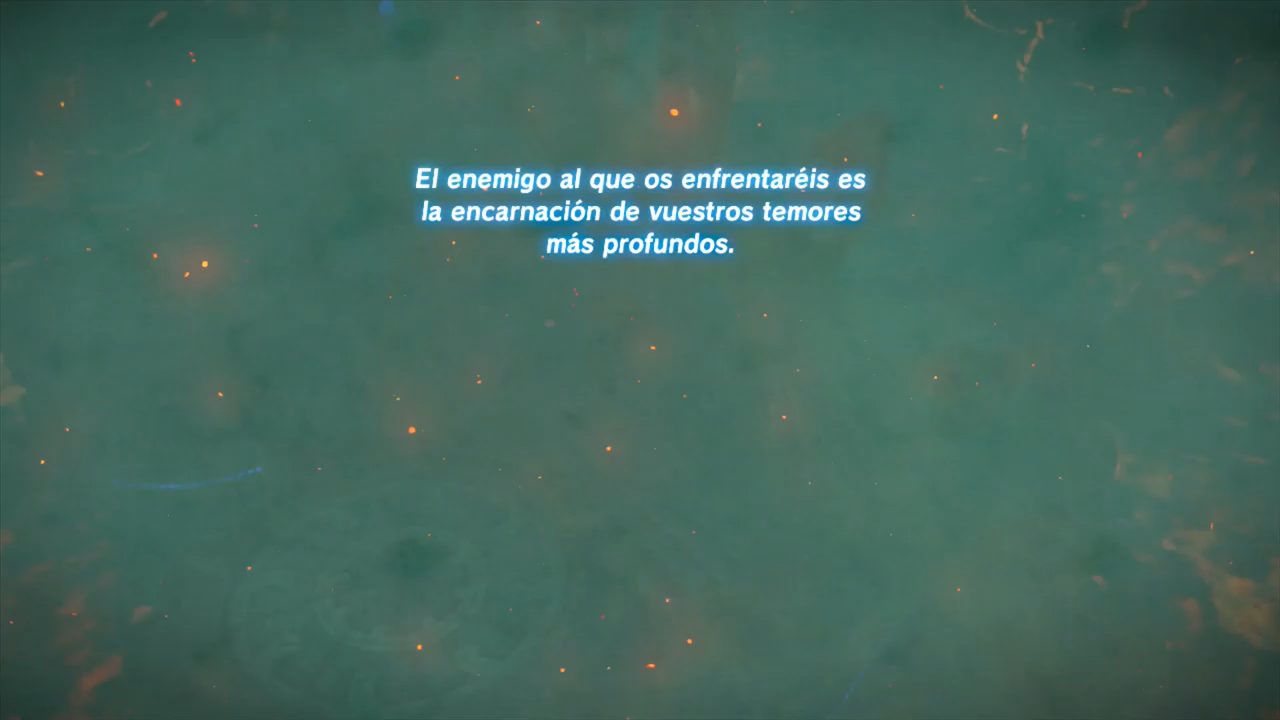 El enemigo al que os enfrentaréis es
la encarnación de vuestros temores
más profundos.